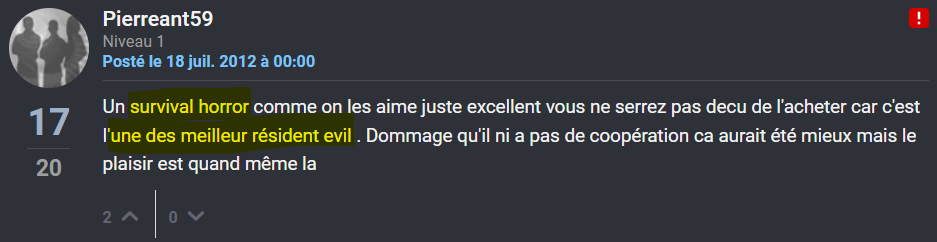 Pierreant59
Niveau 1
Posté le 18 juil. 2012 à 00:00
17
20
Un survival horror comme on les aime juste excellent vous ne serrez pas decu de l'acheter car c'est
l'une des meilleur résident evil . Dommage qu'il ni a pas de coopération ca aurait été mieux mais le
plaisir est quand même la
2 0